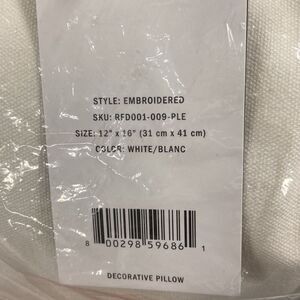 STYLE: EMBROIDERED
SKU: RFD001-009-PLE
SIZE: 12" x 16" (31 cm x 41 cm)
COLOR: WHITE/BLANC
8 00298 59686 1
DECORATIVE PILLOW